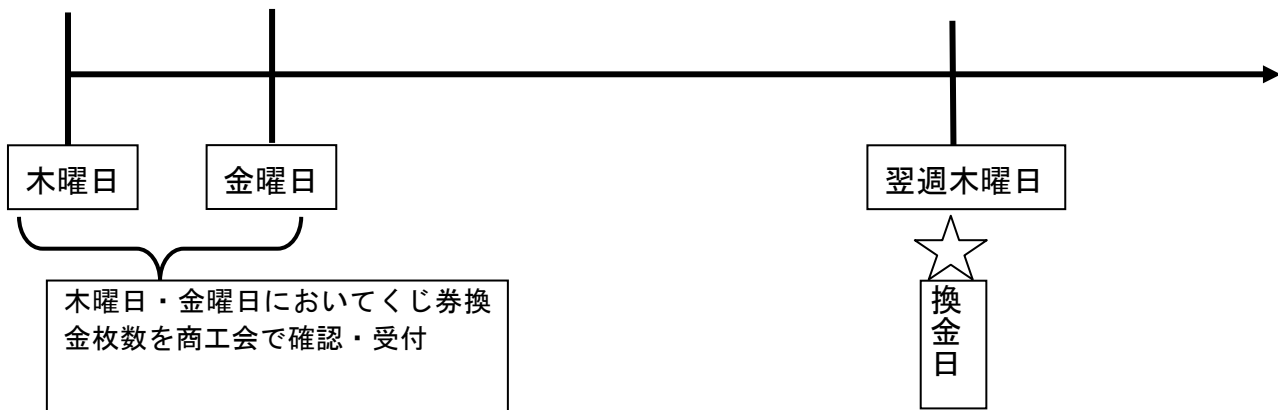 木曜日
金曜日
翌週木曜日
木曜日・金曜日においてくじ券換
金枚数を商工会で確認・受付
換金日